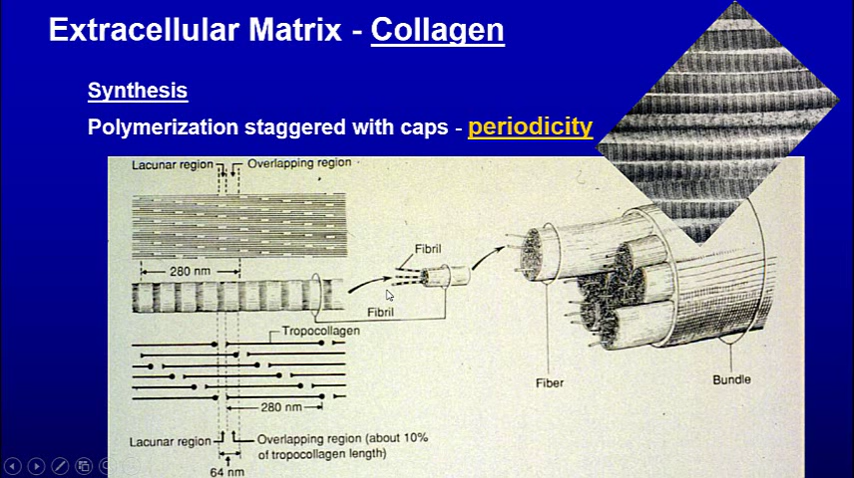 Extracellular Matrix - Collagen
Synthesis
Polymerization staggered with caps - periodicity
Lacunar region
Overlapping region
280 nm
Fibril
Fibril
Tropocollagen
280 nm
Lacunar region
Overlapping region (about 10%
of tropocollagen length)
64 nm
Fiber
Bundle